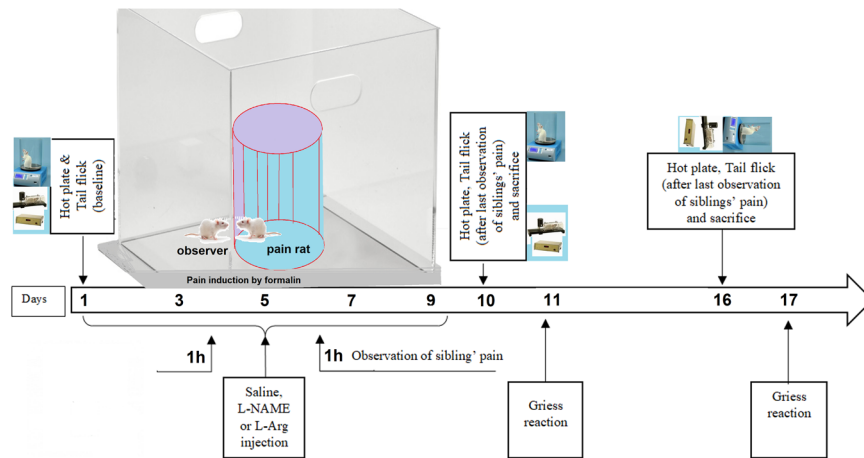 Hot plate &
Tail flick
(baseline)
observer
pain rat
Pain induction by formalin
Hot plate, Tail flick
(after last observation
of siblings’ pain)
and sacrifice
Hot plate, Tail flick
(after last observation
of siblings’ pain)
and sacrifice
Days
1
3
5
7
9
10
11
16
17
1h
1h
Observation of sibling’ pain
Saline,
L-NAME
or L-Arg
injection
Griess
reaction
Griess
reaction